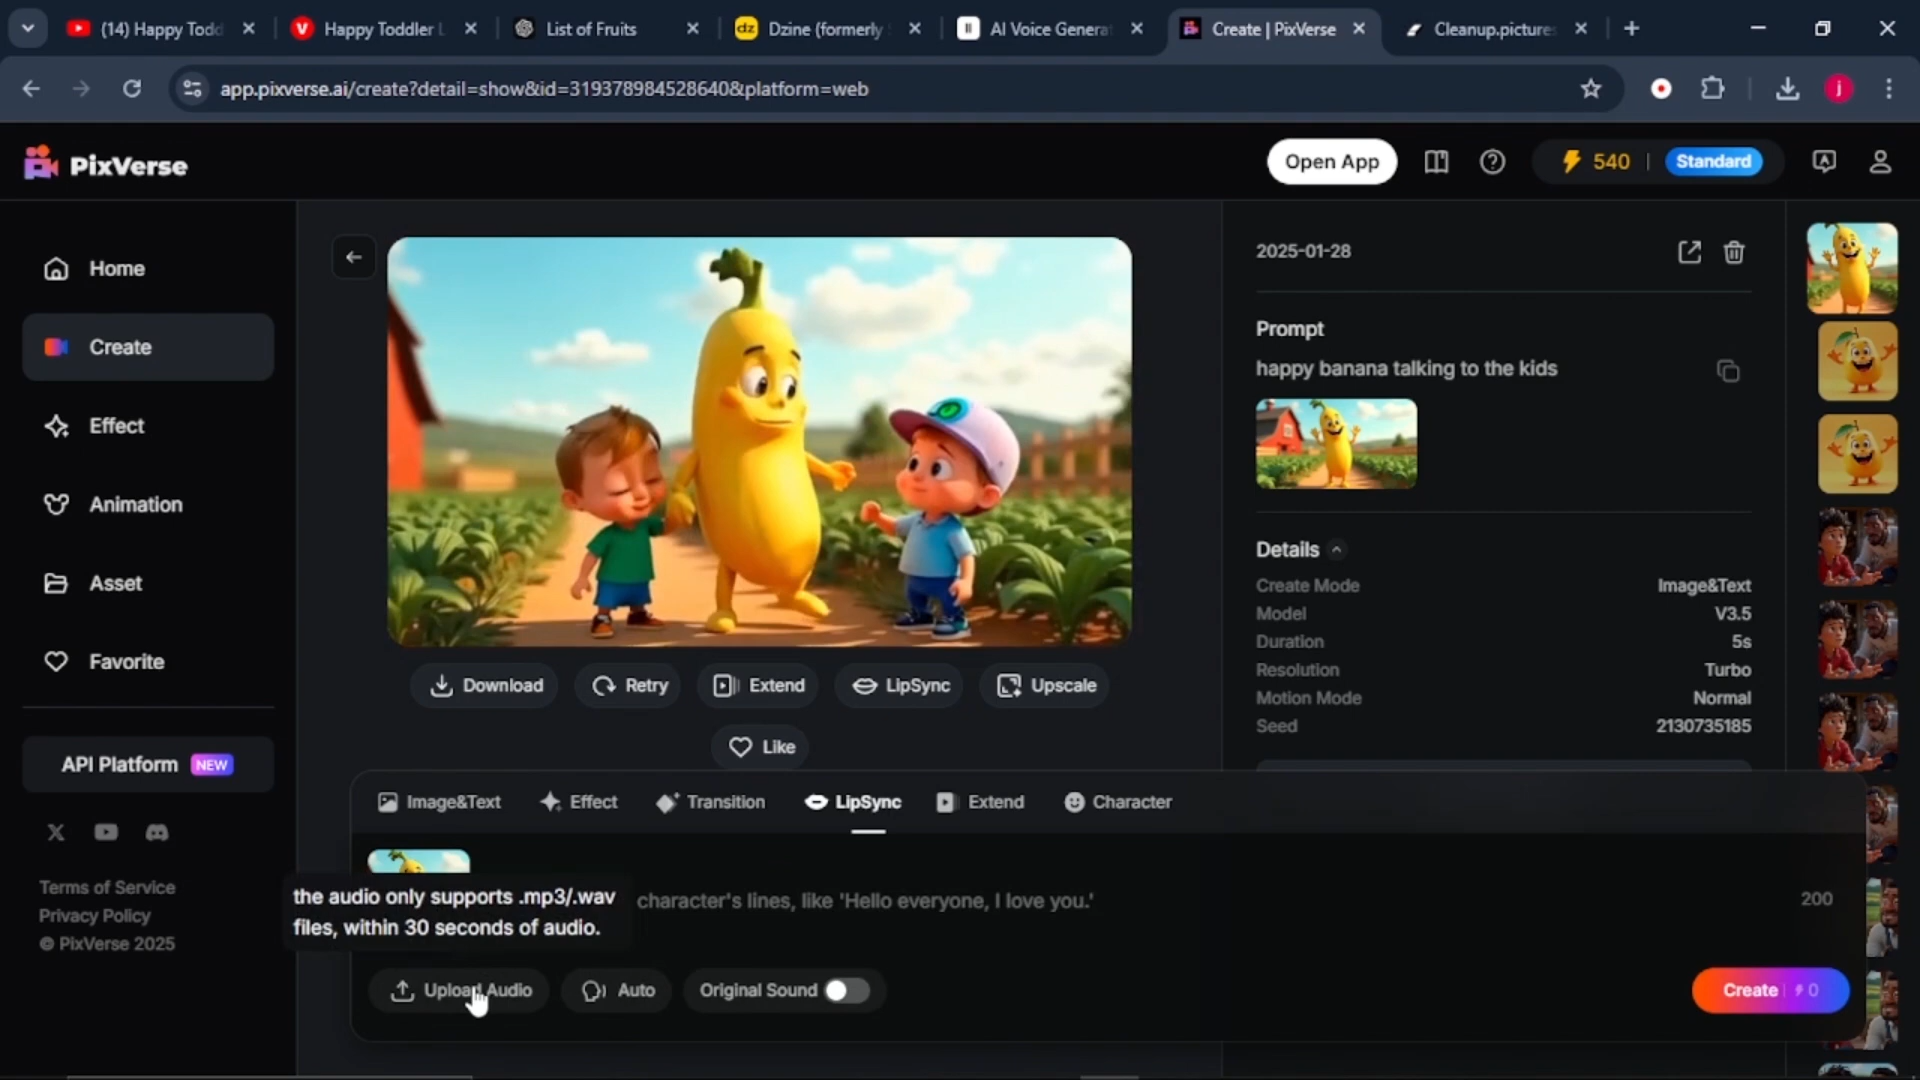 (14) Happy Todd
Happy Toddler L
List of Fruits
dz
Dzine (formerly
AI Voice Genera
Create | PixVerse
Cleanup.pictures
app.pixverse.ai/create?detail=show&id=319378984528640&platform=web
j
PixVerse
Open App
540
Standard
Home
Create
Effect
Animation
Asset
Favorite
API Platform NEW
Terms of Service
Privacy Policy
© PixVerse 2025
Download
Retry
Extend
LipSync
Upscale
Like
2025-01-28
Prompt
happy banana talking to the kids
Details
Create Mode Image&Text
Model V3.5
Duration 5s
Resolution Turbo
Motion Mode Normal
Seed 2130735185
Image&Text
Effect
Transition
LipSync
Extend
Character
the audio only supports .mp3/.wav
files, within 30 seconds of audio.
character's lines, like 'Hello everyone, I love you.'
200
Upload Audio
Auto
Original Sound
Create 0